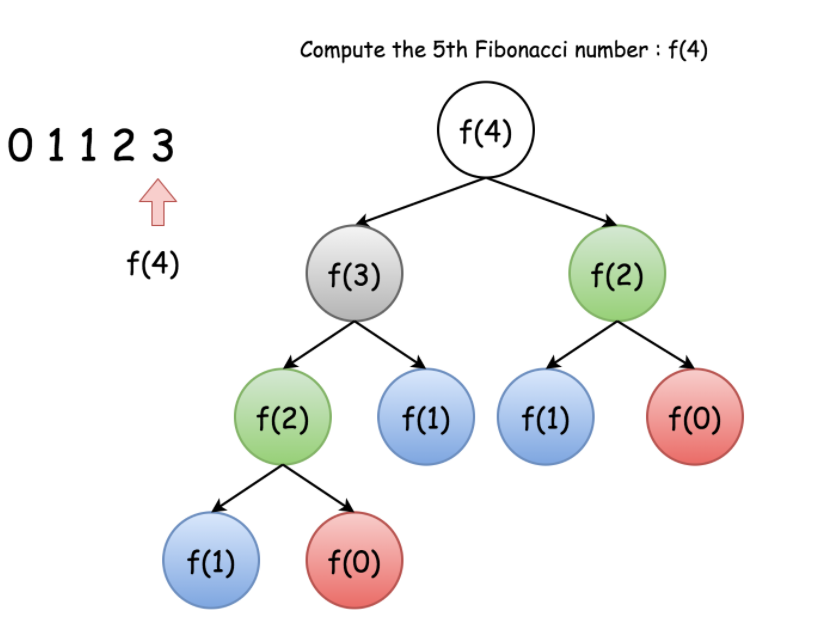 Compute the 5th Fibonacci number : f(4)
f(4)
0 1 1 2 3
f(4)
f(3)
f(2)
f(2)
f(1)
f(1)
f(0)
f(1)
f(0)